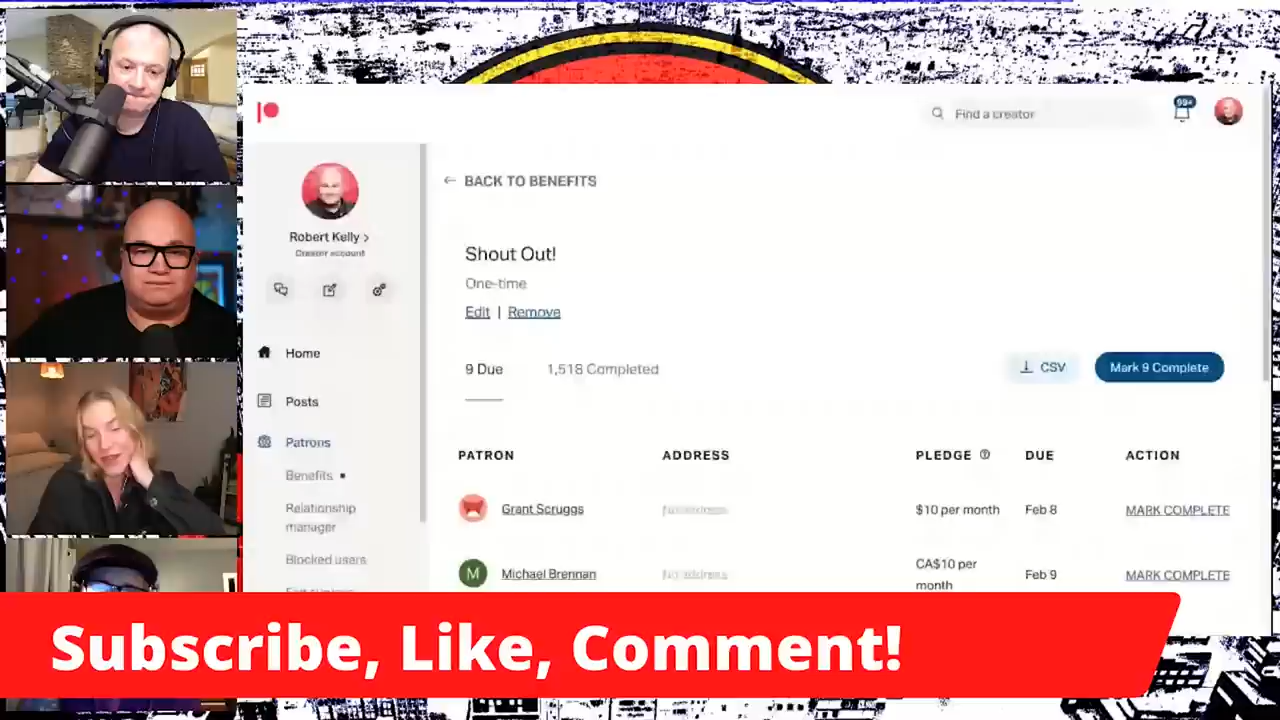 Find a creator
99+
BACK TO BENEFITS
Robert Kelly
Creator account
Shout Out!
One-time
Edit | Remove
Home
9 Due
1,518 Completed
CSV
Mark 9 Complete
Posts
Patrons
Benefits
Relationship
manager
Blocked users
PATRON ADDRESS PLEDGE DUE ACTION
Grant Scruggs No address $10 per month Feb 8 MARK COMPLETE
M Michael Brennan No address CA$10 per
month Feb 9 MARK COMPLETE
Subscribe, Like, Comment!